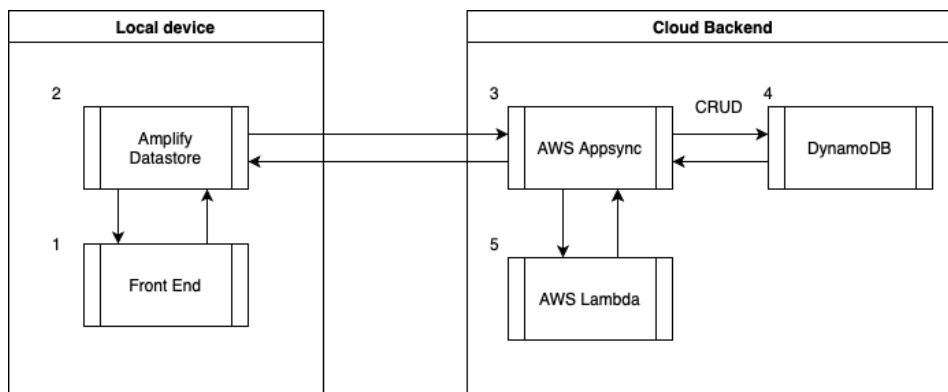 Local device
Cloud Backend
2
Amplify
Datastore
3
AWS Appsync
CRUD
4
DynamoDB
1
Front End
5
AWS Lambda